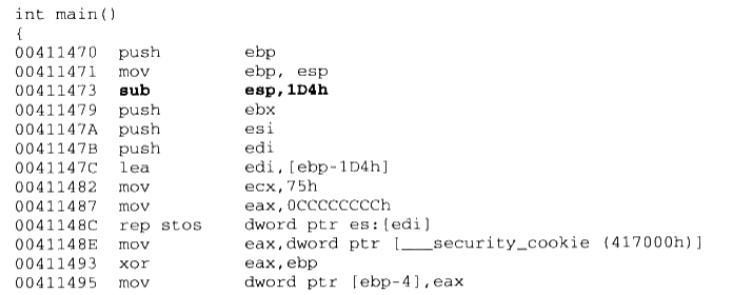 int main()
{
00411470 push ebp
00411471 mov ebp, esp
00411473 sub esp,1D4h
00411479 push ebx
0041147A push esi
0041147B push edi
0041147C lea edi,[ebp-1D4h]
00411482 mov ecx,75h
00411487 mov eax,0CCCCCCCCh
0041148C rep stos dword ptr es:[edi]
0041148E mov eax,dword ptr [___security_cookie (417000h)]
00411493 xor eax,ebp
00411495 mov dword ptr [ebp-4],eax